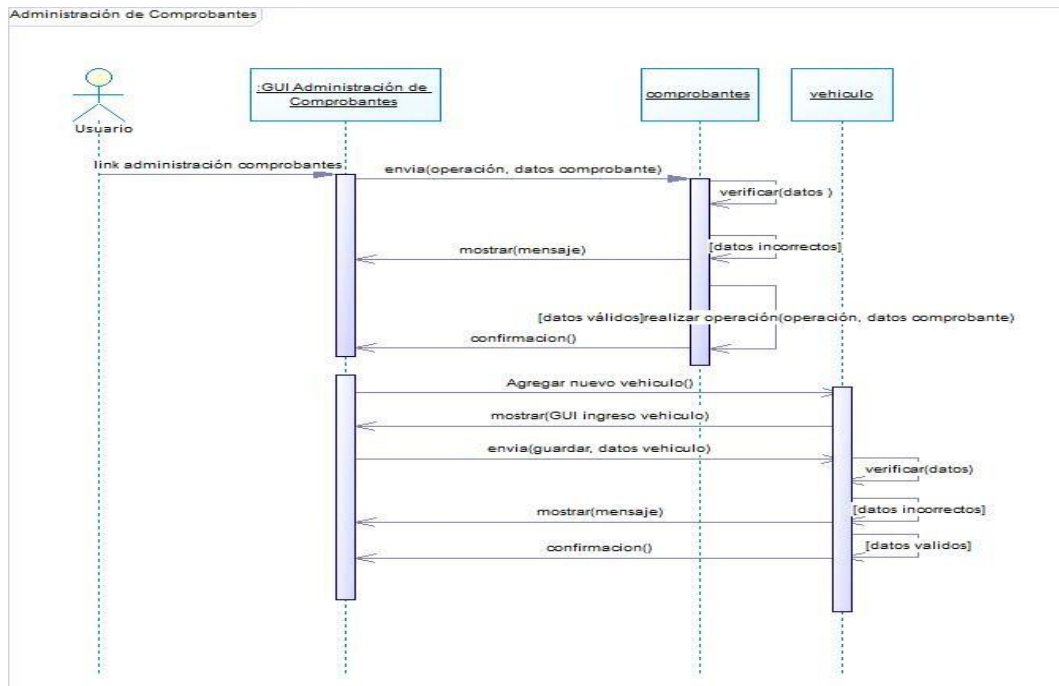 Administración de Comprobantes
:GUI Administración de
Comprobantes
comprobantes
vehiculo
Usuario
link administración comprobantes
envia(operación, datos comprobante)
verificar(datos )
[datos incorrectos]
mostrar(mensaje)
[datos válidos]realizar operación(operación, datos comprobante)
confirmacion()
Agregar nuevo vehiculo()
mostrar(GUI ingreso vehiculo)
envia(guardar, datos vehiculo)
verificar(datos)
[datos incorrectos]
mostrar(mensaje)
[datos validos]
confirmacion()